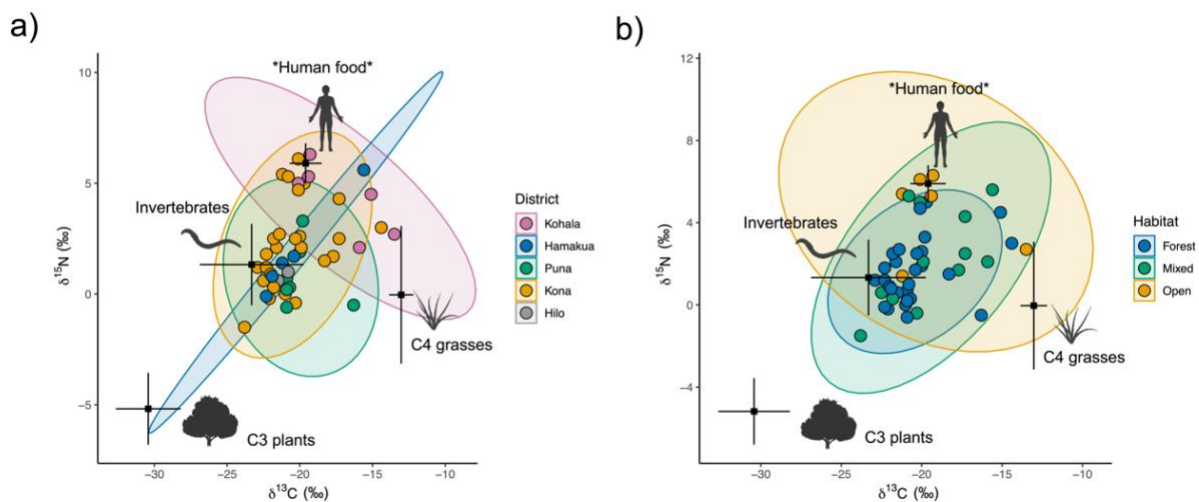 a)
10
5
0
−5
δ15N (‰)
−30
−25
−20
−15
−10
δ13C (‰)
*Human food*
Invertebrates
C4 grasses
C3 plants
District
Kohala
Hamakua
Puna
Kona
Hilo
b)
12
8
4
0
−4
δ15N (‰)
−30
−25
−20
−15
−10
δ13C (‰)
*Human food*
Invertebrates
C4 grasses
C3 plants
Habitat
Forest
Mixed
Open